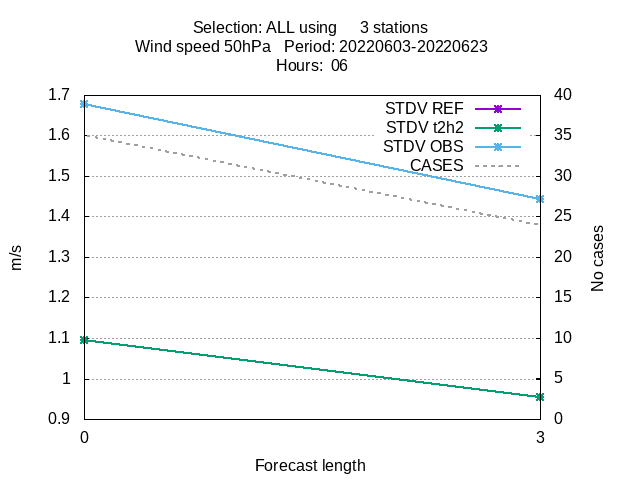 Selection: ALL using 3 stations
Wind speed 50hPa Period: 20220603-20220623
Hours: 06
STDV REF
STDV t2h2
STDV OBS
CASES
1.7
1.6
1.5
1.4
1.3
1.2
1.1
1
0.9
40
35
30
25
20
15
10
5
0
m/s
No cases
0
3
Forecast length